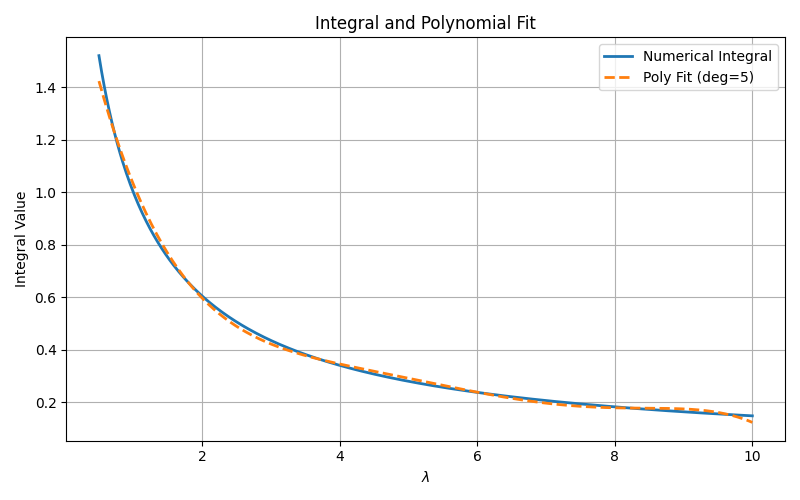 Integral and Polynomial Fit
Numerical Integral
Poly Fit (deg=5)
Integral Value
1.4
1.2
1.0
0.8
0.6
0.4
0.2
2 4 6 8 10
λ